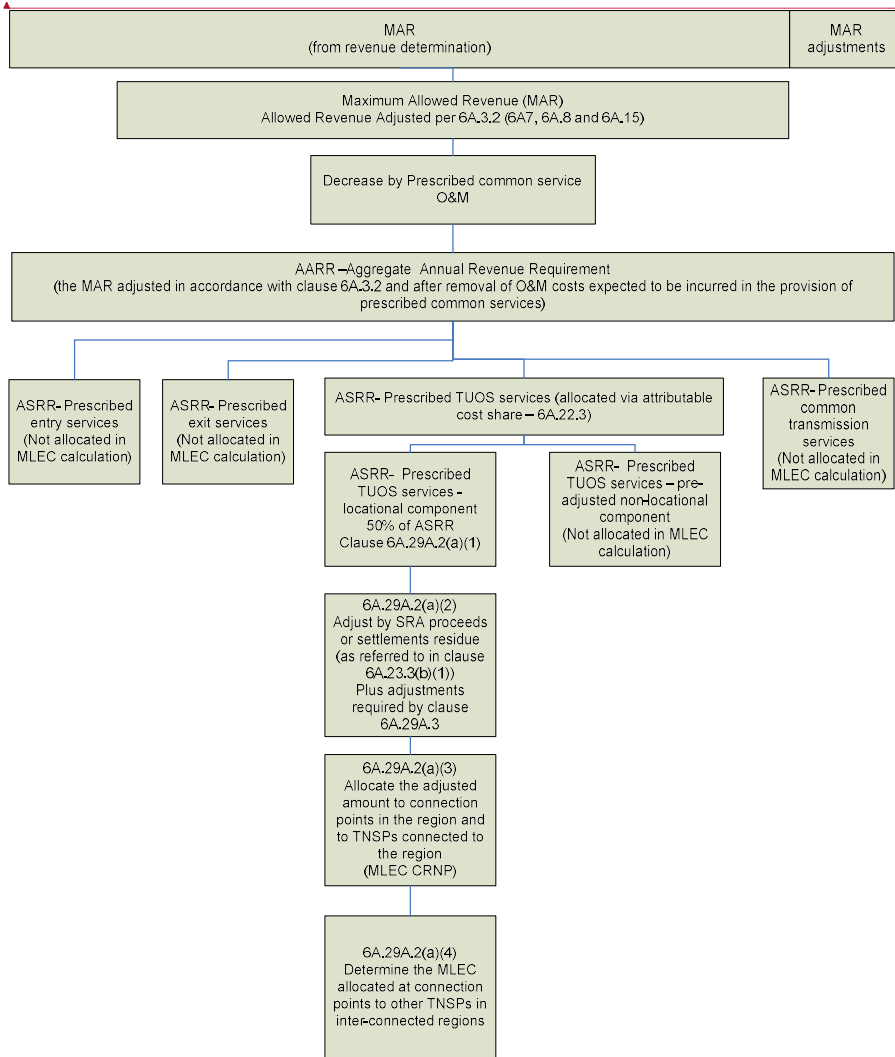 MAR
(from revenue determination)
MAR
adjustments
Maximum Allowed Revenue (MAR)
Allowed Revenue Adjusted per 6A.3.2 (6A7, 6A.8 and 6A.15)
Decrease by Prescribed common service
O&M
AARR –Aggregate Annual Revenue Requirement
(the MAR adjusted in accordance with clause 6A.3.2 and after removal of O&M costs expected to be incurred in the provision of
prescribed common services)
ASRR- Prescribed
entry services
(Not allocated in
MLEC calculation)
ASRR- Prescribed
exit services
(Not allocated in
MLEC calculation)
ASRR- Prescribed TUOS services (allocated via attributable
cost share – 6A.22.3)
ASRR- Prescribed
common
transmission
services
(Not allocated in
MLEC calculation)
ASRR- Prescribed
TUOS services -
locational component
50% of ASRR
Clause 6A.29A.2(a)(1)
ASRR- Prescribed
TUOS services – pre-
adjusted non-locational
component
(Not allocated in MLEC
calculation)
6A.29A.2(a)(2)
Adjust by SRA proceeds
or settlements residue
(as referred to in clause
6A.23.3(b)(1))
Plus adjustments
required by clause
6A.29A.3
6A.29A.2(a)(3)
Allocate the adjusted
amount to connection
points in the region and
to TNSPs connected to
the region
(MLEC CRNP)
6A.29A.2(a)(4)
Determine the MLEC
allocated at connection
points to other TNSPs in
inter-connected regions